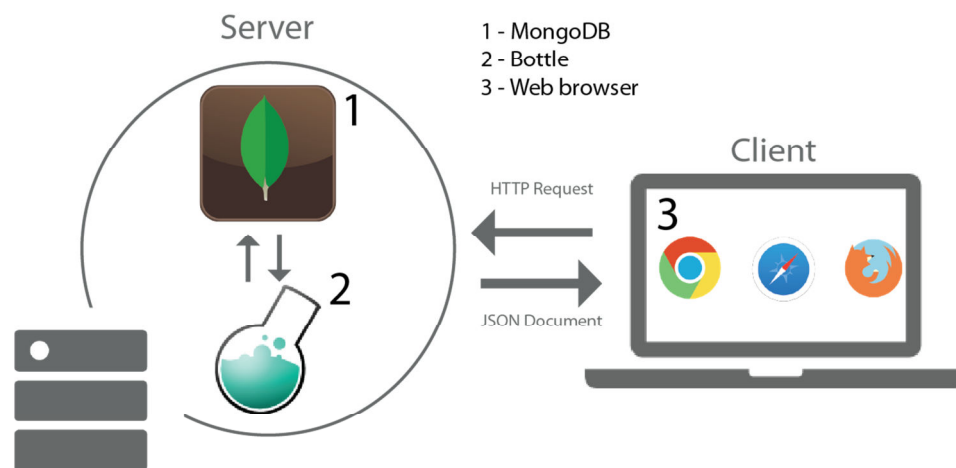 Server
1 - MongoDB
2 - Bottle
3 - Web browser
1
2
Client
HTTP Request
JSON Document
3